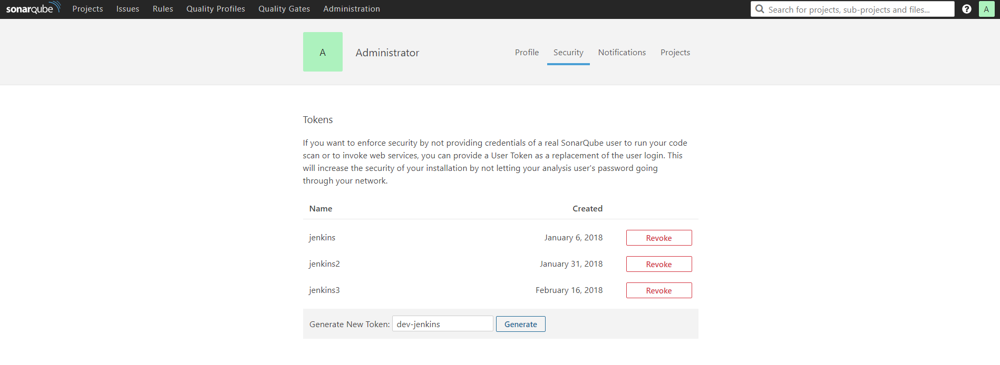 sonarqube Projects Issues Rules Quality Profiles Quality Gates Administration Search for projects, sub-projects and files... ? A
A Administrator Profile Security Notifications Projects
Tokens
If you want to enforce security by not providing credentials of a real SonarQube user to run your code
scan or to invoke web services, you can provide a User Token as a replacement of the user login. This
will increase the security of your installation by not letting your analysis user's password going
through your network.
Name Created
jenkins January 6, 2018 Revoke
jenkins2 January 31, 2018 Revoke
jenkins3 February 16, 2018 Revoke
Generate New Token: dev-jenkins Generate